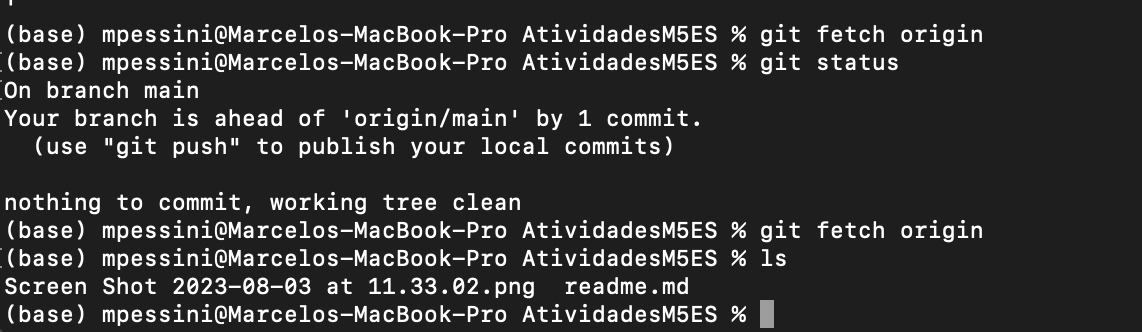 (base) mpessini@Marcelos-MacBook-Pro AtividadesM5ES % git fetch origin
(base) mpessini@Marcelos-MacBook-Pro AtividadesM5ES % git status
On branch main
Your branch is ahead of 'origin/main' by 1 commit.
  (use "git push" to publish your local commits)

nothing to commit, working tree clean
(base) mpessini@Marcelos-MacBook-Pro AtividadesM5ES % git fetch origin
(base) mpessini@Marcelos-MacBook-Pro AtividadesM5ES % ls
Screen Shot 2023-08-03 at 11.33.02.png  readme.md
(base) mpessini@Marcelos-MacBook-Pro AtividadesM5ES %